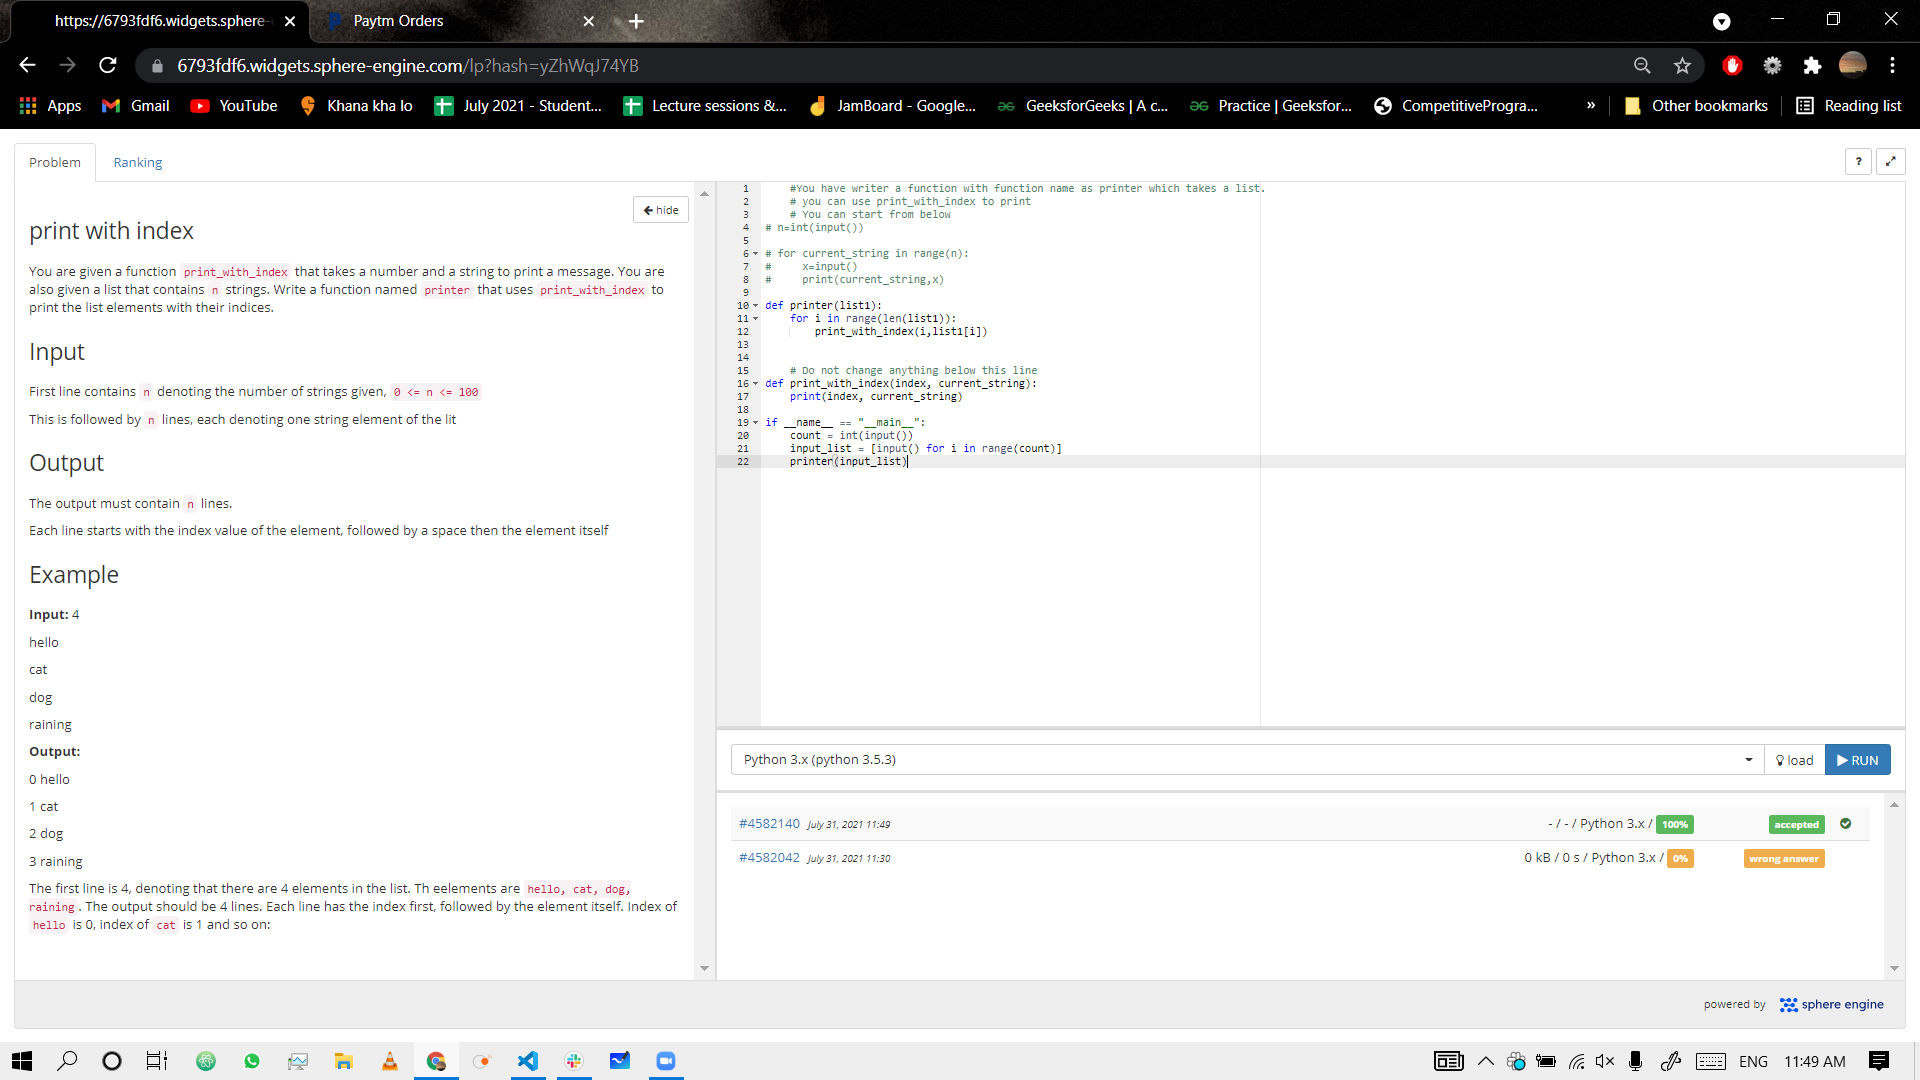 https://6793fdf6.widgets.sphere-
Paytm Orders
6793fdf6.widgets.sphere-engine.com/lp?hash=yZhWqJ74YB
Apps Gmail YouTube Khana kha lo July 2021 - Student... Lecture sessions &... JamBoard - Google... GeeksforGeeks | A c... Practice | Geeksfor... CompetitivePrograa... » Other bookmarks Reading list
Problem Ranking
?
hide
print with index
You are given a function print_with_index that takes a number and a string to print a message. You are
also given a list that contains n strings. Write a function named printer that uses print_with_index to
print the list elements with their indices.
Input
First line contains n denoting the number of strings given, 0 <= n <= 100
This is followed by n lines, each denoting one string element of the lit
Output
The output must contain n lines.
Each line starts with the index value of the element, followed by a space then the element itself
Example
Input: 4
hello
cat
dog
raining
Output:
0 hello
1 cat
2 dog
3 raining
The first line is 4, denoting that there are 4 elements in the list. Th eelements are hello, cat, dog,
raining . The output should be 4 lines. Each line has the index first, followed by the element itself. Index of
hello is 0, index of cat is 1 and so on:
1 #You have writer a function with function name as printer which takes a list.
2 # you can use print_with_index to print
3 # You can start from below
4 # n=int(input())
5
6 # for current_string in range(n):
7 # x=input()
8 # print(current_string,x)
9
10 def printer(list1):
11 for i in range(len(list1)):
12 print_with_index(i,list1[i])
13
14
15 # Do not change anything below this line
16 def print_with_index(index, current_string):
17 print(index, current_string)
18
19 if __name__ == "__main__":
20 count = int(input())
21 input_list = [input() for i in range(count)]
22 printer(input_list)
Python 3.x (python 3.5.3) load RUN
#4582140 July 31, 2021 11:49 - / - / Python 3.x / 100% accepted
#4582042 July 31, 2021 11:30 0 kB / 0 s / Python 3.x / 0% wrong answer
powered by sphere engine
ENG 11:49 AM